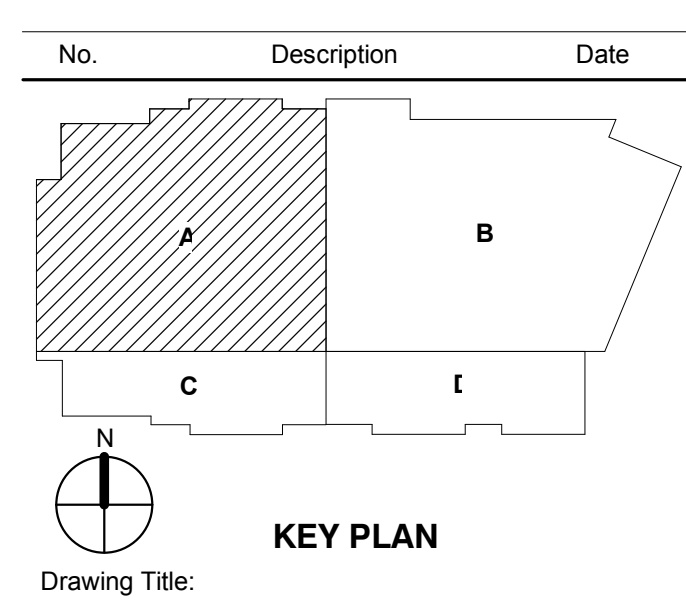 No. Description Date
A B
C D
N
KEY PLAN
Drawing Title: